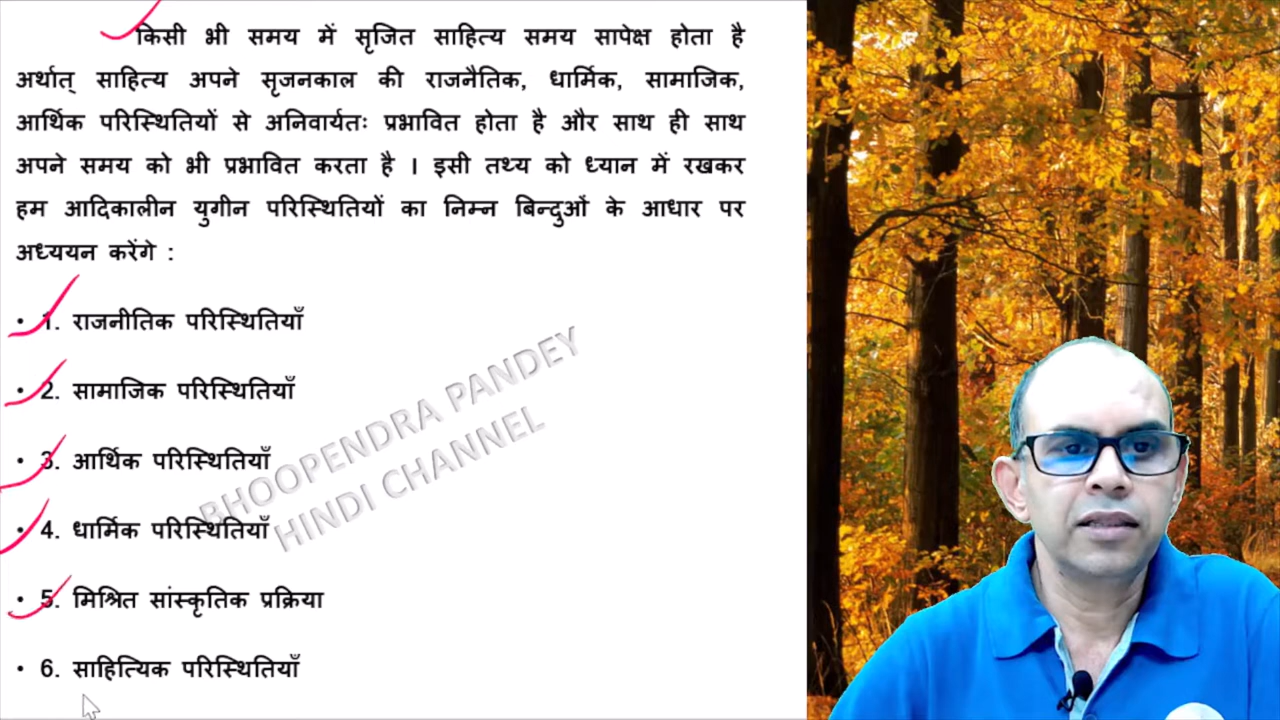 किसी भी समय में सृजित साहित्य समय सापेक्ष होता है
अर्थात् साहित्य अपने सृजनकाल की राजनैतिक, धार्मिक, सामाजिक,
आर्थिक परिस्थितियों से अनिवार्यतः प्रभावित होता है और साथ ही साथ
अपने समय को भी प्रभावित करता है । इसी तथ्य को ध्यान में रखकर
हम आदिकालीन युगीन परिस्थितियों का निम्न बिन्दुओं के आधार पर
अध्ययन करेंगे :
• 1. राजनीतिक परिस्थितियाँ
• 2. सामाजिक परिस्थितियाँ
• 3. आर्थिक परिस्थितियाँ
• 4. धार्मिक परिस्थितियाँ
• 5. मिश्रित सांस्कृतिक प्रक्रिया
• 6. साहित्यिक परिस्थितियाँ
BHOOPENDRA PANDEY
HINDI CHANNEL